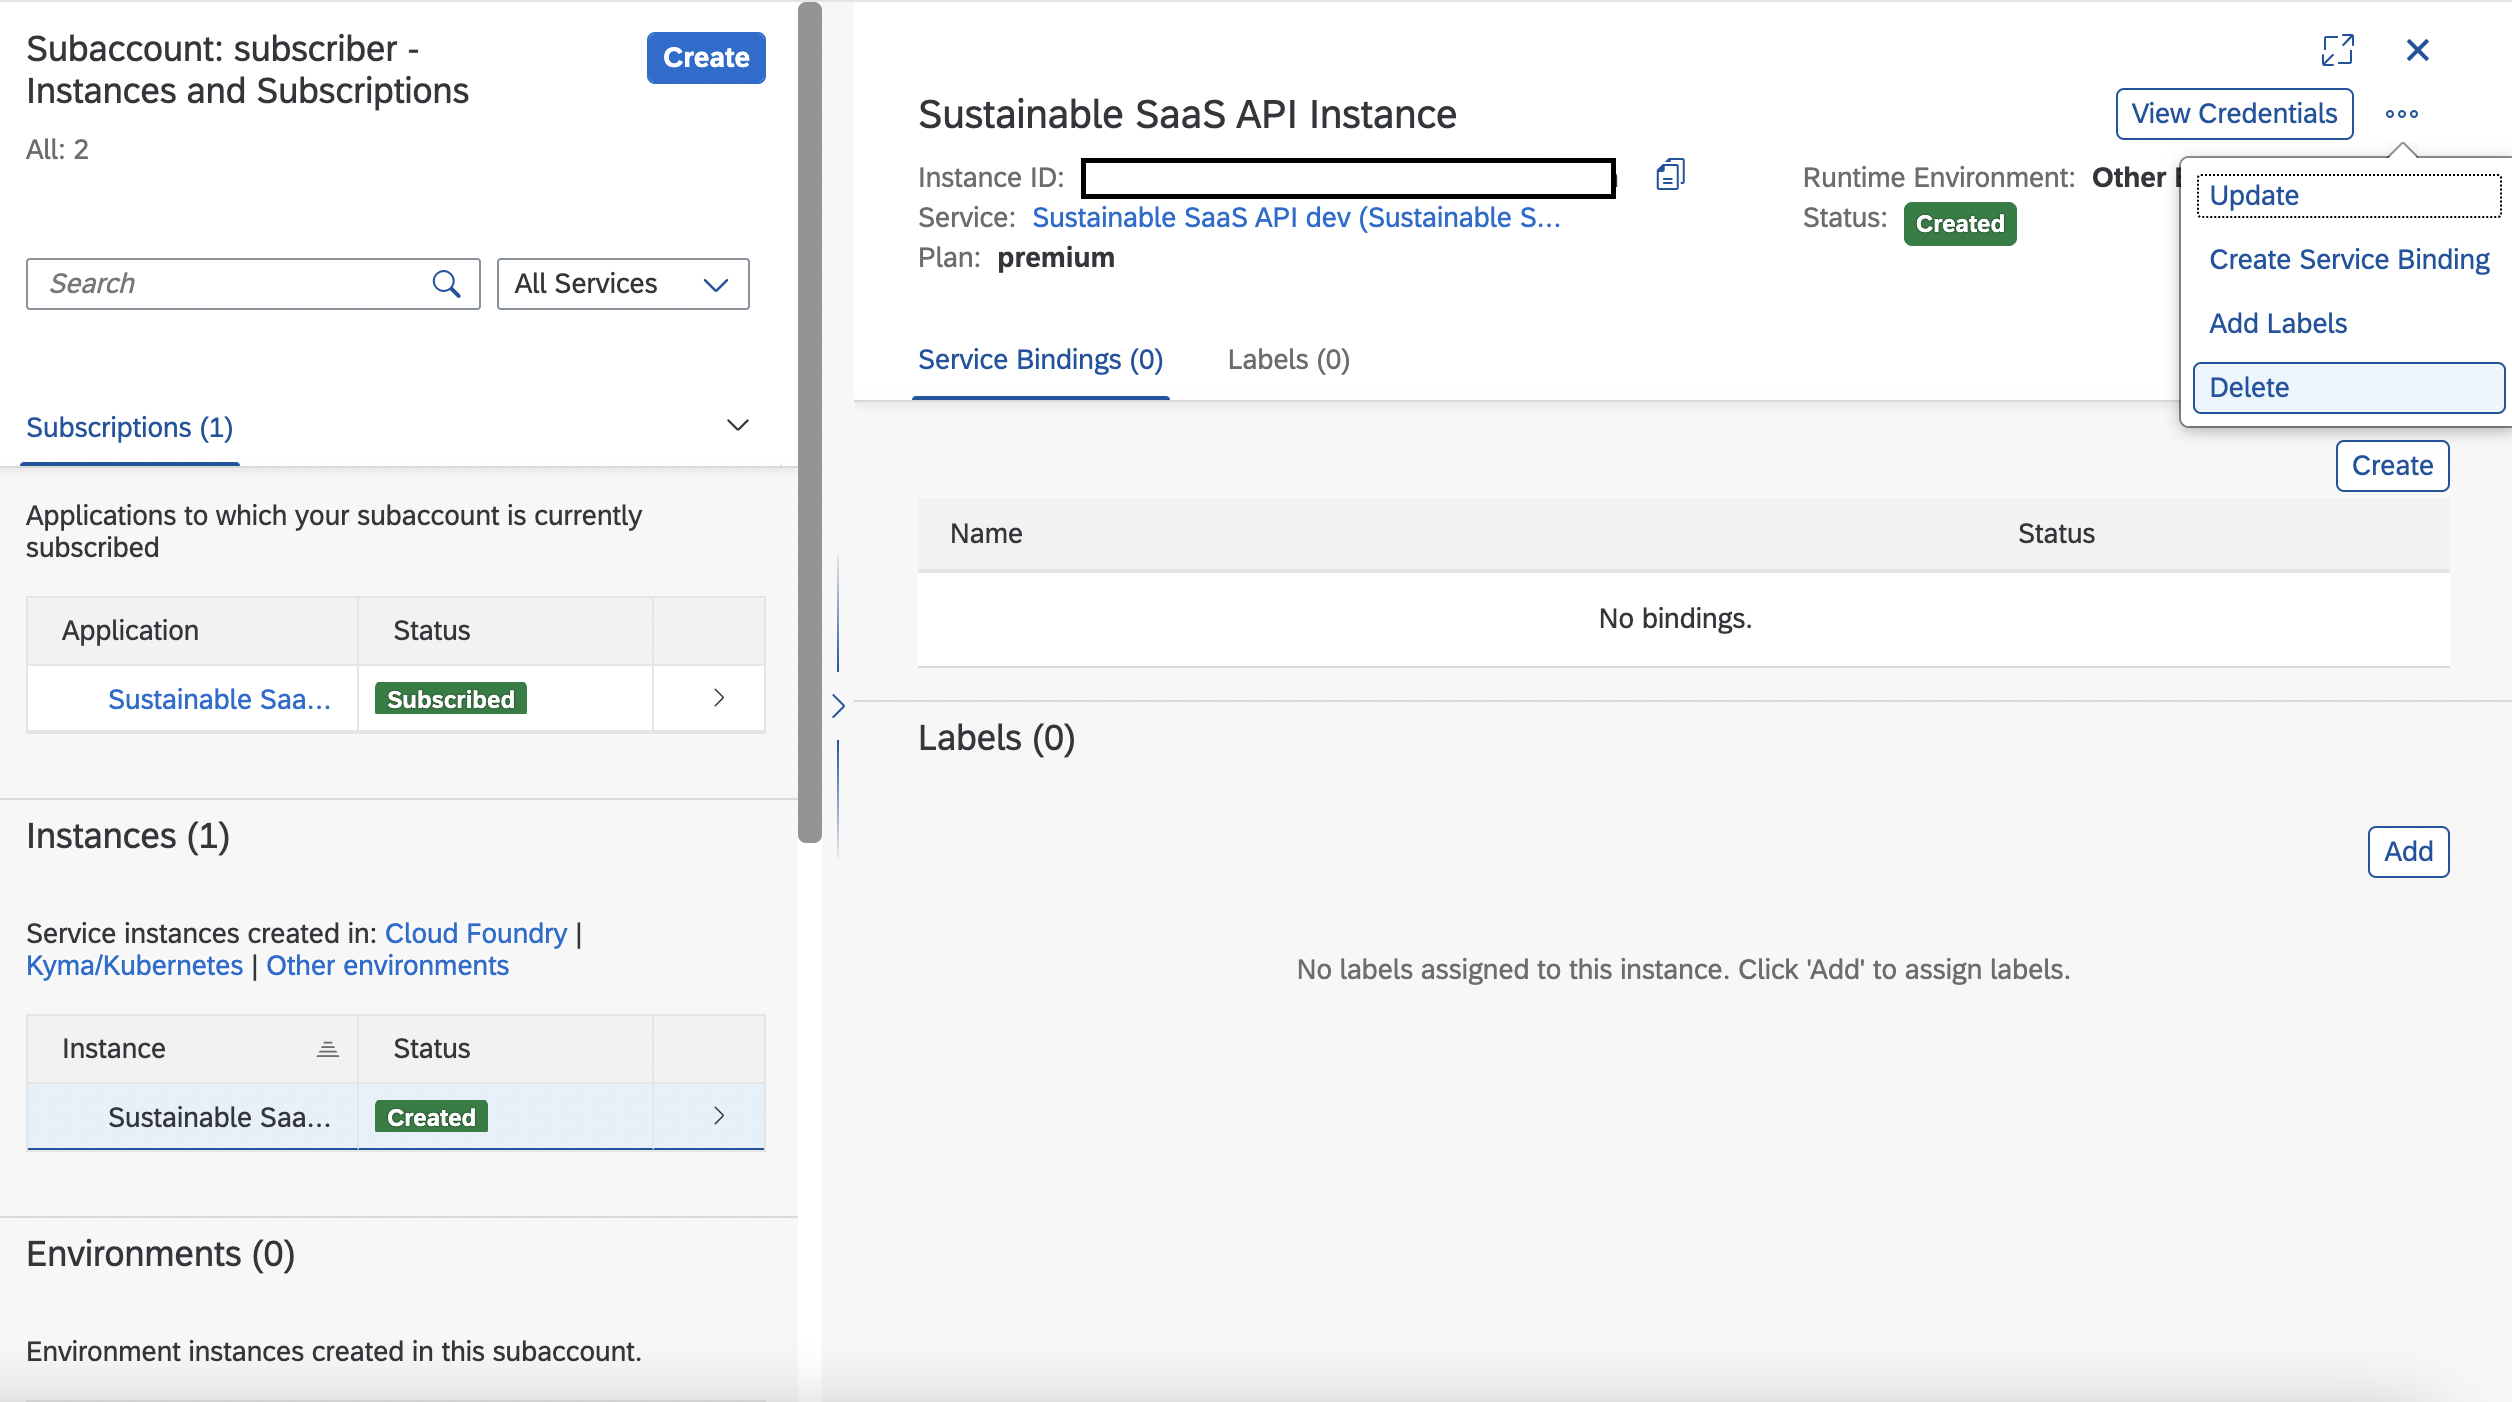 Subaccount: subscriber -
Instances and Subscriptions
Create
All: 2
Search
All Services
Subscriptions (1)
Applications to which your subaccount is currently
subscribed
Application Status
Sustainable Saa... Subscribed
Instances (1)
Service instances created in: Cloud Foundry |
Kyma/Kubernetes | Other environments
Instance Status
Sustainable Saa... Created
Environments (0)
Environment instances created in this subaccount.
Sustainable SaaS API Instance
View Credentials
Instance ID:
Service: Sustainable SaaS API dev (Sustainable S...
Plan: premium
Runtime Environment: Other
Status: Created
Update
Create Service Binding
Add Labels
Delete
Service Bindings (0) Labels (0)
Create
Name Status
No bindings.
Labels (0)
Add
No labels assigned to this instance. Click 'Add' to assign labels.